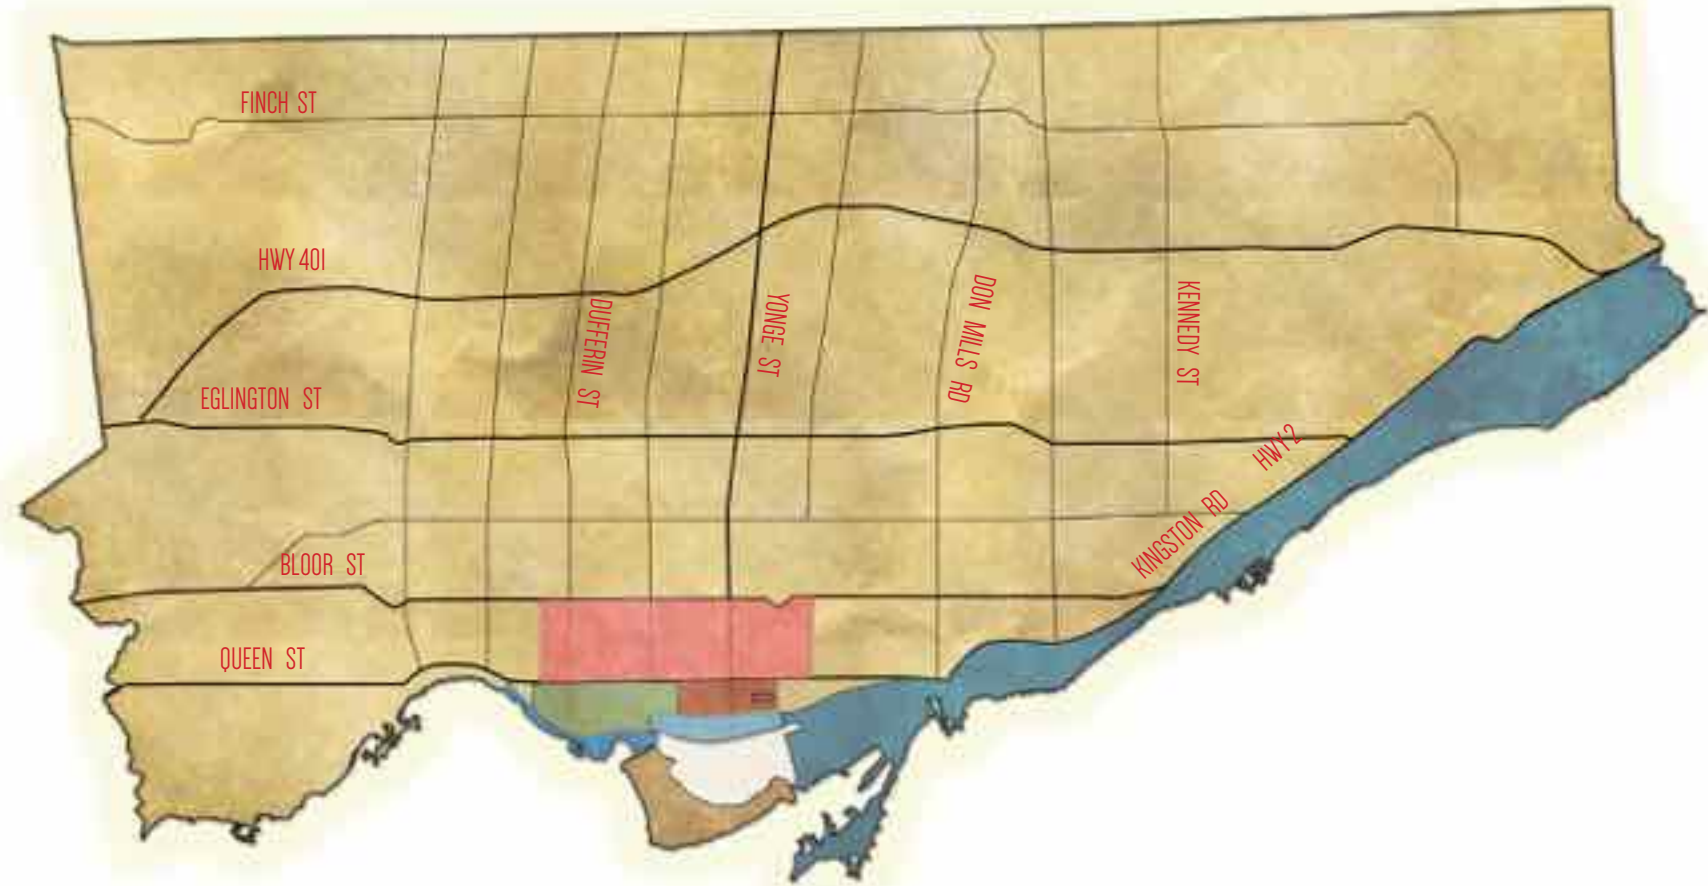 FINCH ST
HWY 401
DUFFERIN ST
YONGE ST
DON MILLS RD
KENNEDY ST
EGLINGTON ST
HWY 2
KINGSTON RD
BLOOR ST
QUEEN ST